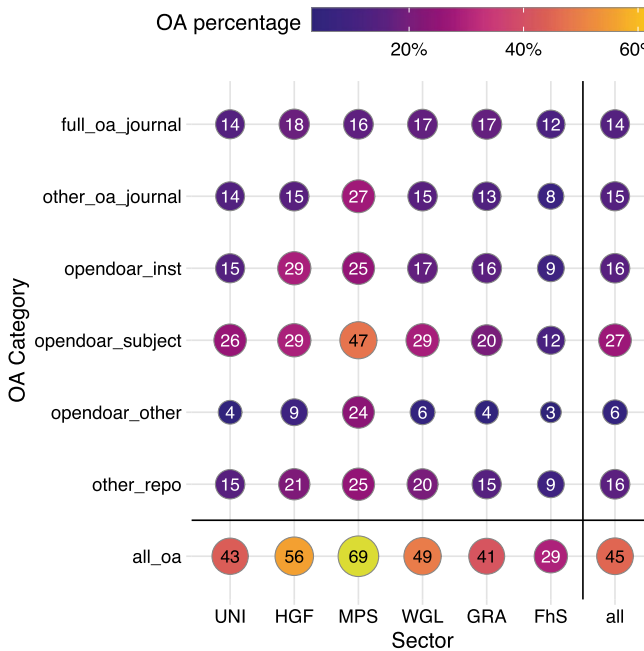 OA percentage
20% 40% 60%
full_oa_journal 14 18 16 17 17 12 14
other_oa_journal 14 15 27 15 13 8 15
opendoar_inst 15 29 25 17 16 9 16
opendoar_subject 26 29 47 29 20 12 27
opendoar_other 4 9 24 6 4 3 6
other_repo 15 21 25 20 15 9 16
all_oa 43 56 69 49 41 29 45
UNI HGF MPS WGL GRA FhS all
Sector
OA Category